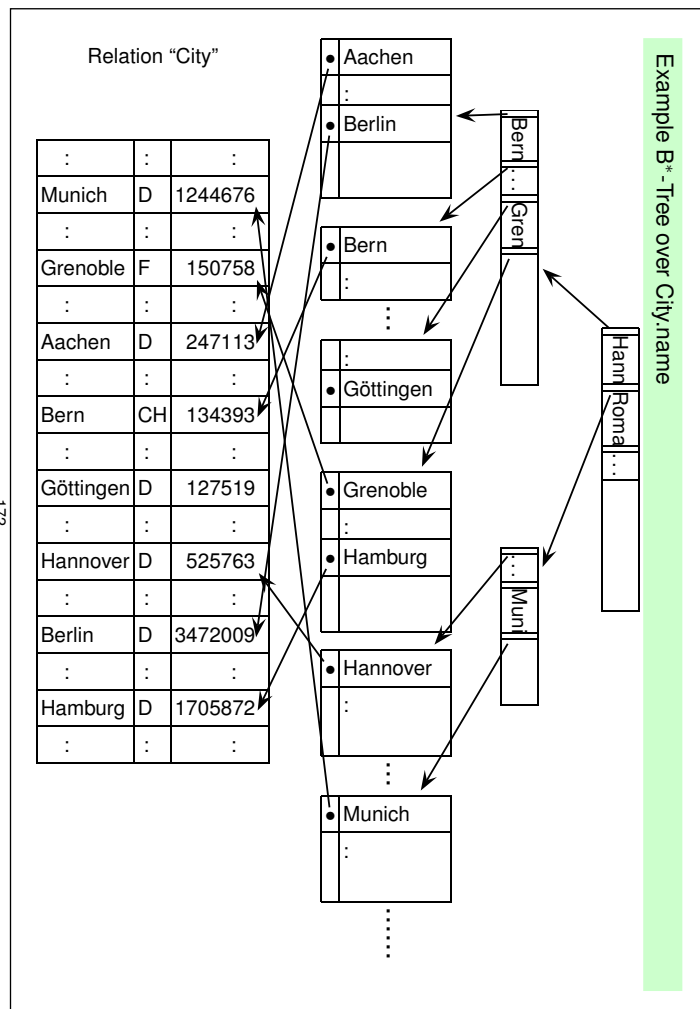 Example B*-Tree over City.name
Relation “City”
: : :
Munich D 1244676
: : :
Grenoble F 150758
: : :
Aachen D 247113
: : :
Bern CH 134393
: : :
Göttingen D 127519
: : :
Hannover D 525763
: : :
Berlin D 3472009
: : :
Hamburg D 1705872
: : :
• Aachen
:
• Berlin
• Bern
:
⋮
:
• Göttingen
• Grenoble
:
• Hamburg
• Hannover
:
⋮
• Munich
:
⋮
Bern ... Gren
... Muni
Hann Roma ...
172